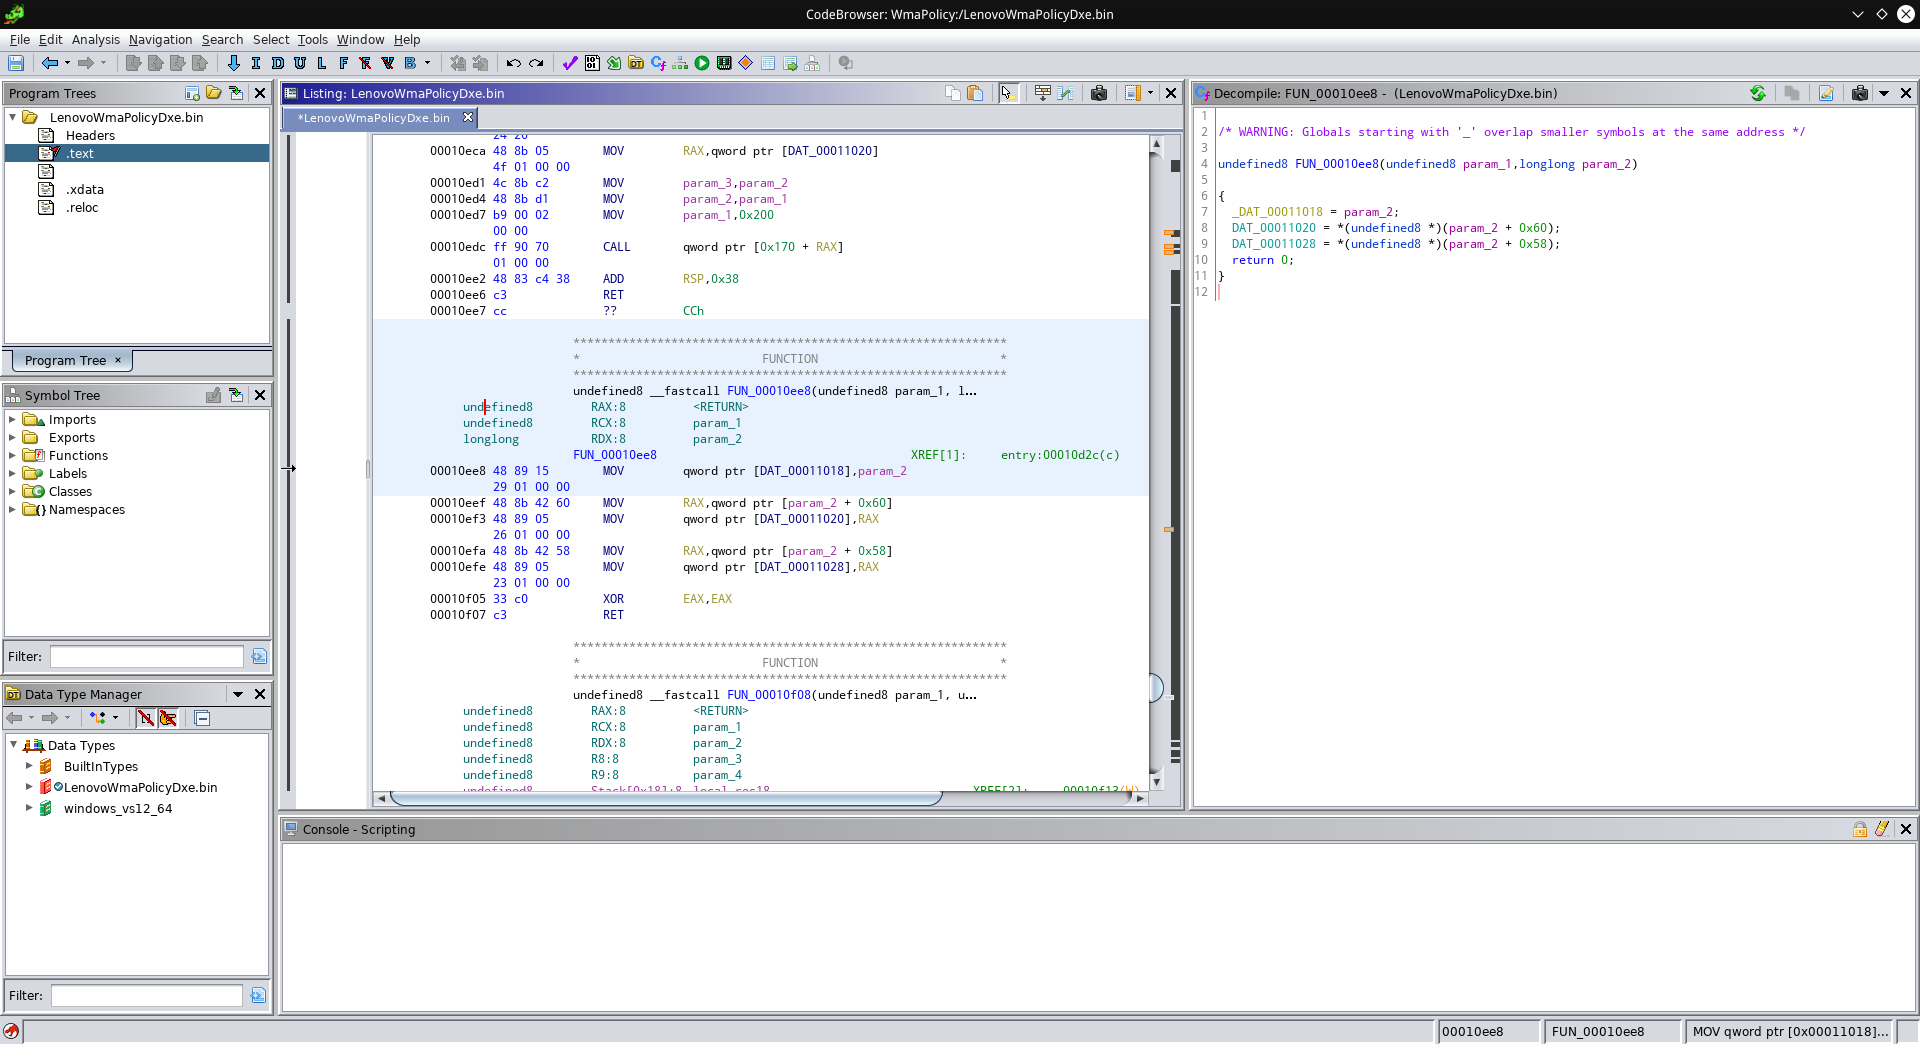 CodeBrowser: WmaPolicy:/LenovoWmaPolicyDxe.bin
File Edit Analysis Navigation Search Select Tools Window Help
I D U L F F V B
Program Trees
LenovoWmaPolicyDxe.bin
Headers
.text
.xdata
.reloc
Program Tree ×
Symbol Tree
Imports
Exports
Functions
Labels
Classes
Namespaces
Filter:
Data Type Manager
Data Types
BuiltInTypes
LenovoWmaPolicyDxe.bin
windows_vs12_64
Filter:
Listing: LenovoWmaPolicyDxe.bin
*LenovoWmaPolicyDxe.bin
24 20
00010eca 48 8b 05 MOV RAX,qword ptr [DAT_00011020]
4f 01 00 00
00010ed1 4c 8b c2 MOV param_3,param_2
00010ed4 48 8b d1 MOV param_2,param_1
00010ed7 b9 00 02 MOV param_1,0x200
00 00
00010edc ff 90 70 CALL qword ptr [0x170 + RAX]
01 00 00
00010ee2 48 83 c4 38 ADD RSP,0x38
00010ee6 c3 RET
00010ee7 cc ?? CCh
**************************************************************
* FUNCTION *
**************************************************************
undefined8 __fastcall FUN_00010ee8(undefined8 param_1, l...
undefined8 RAX:8 <RETURN>
undefined8 RCX:8 param_1
longlong RDX:8 param_2
FUN_00010ee8 XREF[1]: entry:00010d2c(c)
00010ee8 48 89 15 MOV qword ptr [DAT_00011018],param_2
29 01 00 00
00010eef 48 8b 42 60 MOV RAX,qword ptr [param_2 + 0x60]
00010ef3 48 89 05 MOV qword ptr [DAT_00011020],RAX
26 01 00 00
00010efa 48 8b 42 58 MOV RAX,qword ptr [param_2 + 0x58]
00010efe 48 89 05 MOV qword ptr [DAT_00011028],RAX
23 01 00 00
00010f05 33 c0 XOR EAX,EAX
00010f07 c3 RET
**************************************************************
* FUNCTION *
**************************************************************
undefined8 __fastcall FUN_00010f08(undefined8 param_1, u...
undefined8 RAX:8 <RETURN>
undefined8 RCX:8 param_1
undefined8 RDX:8 param_2
undefined8 R8:8 param_3
undefined8 R9:8 param_4
undefined8 Stack[0x18]:8 local_res18 XREF[2]: 00010f13(W)
Decompile: FUN_00010ee8 - (LenovoWmaPolicyDxe.bin)
1
2 /* WARNING: Globals starting with '_' overlap smaller symbols at the same address */
3
4 undefined8 FUN_00010ee8(undefined8 param_1,longlong param_2)
5
6 {
7 _DAT_00011018 = param_2;
8 DAT_00011020 = *(undefined8 *)(param_2 + 0x60);
9 DAT_00011028 = *(undefined8 *)(param_2 + 0x58);
10 return 0;
11 }
12
Console - Scripting
00010ee8 FUN_00010ee8 MOV qword ptr [0x00011018]...